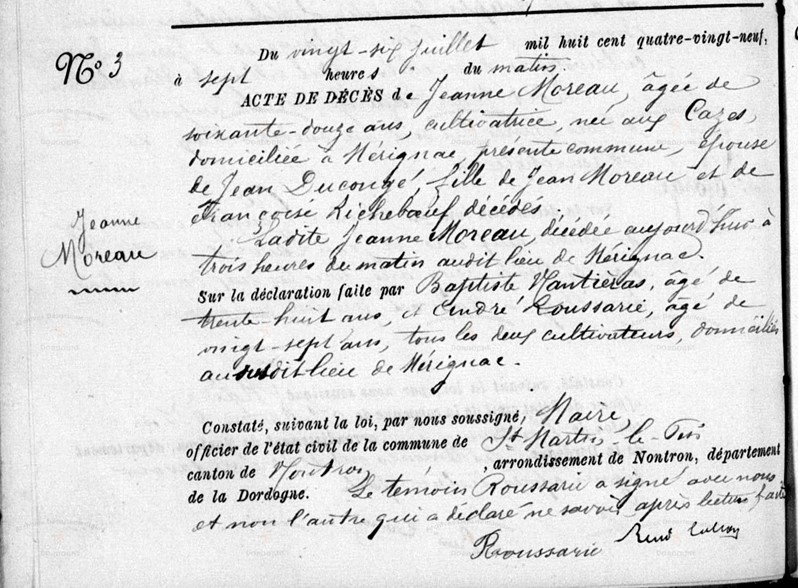 N° 3
Jeanne
Moreau
Du vingt-six juillet mil huit cent quatre-vingt-neuf,
à sept heures du matin.
ACTE DE DÉCÈS de Jeanne Moreau, âgée de
soixante-douze ans, cultivatrice, née aux Cazes,
domiciliée à Mérignac, présente commune, épouse
de Jean Ducongé, fille de Jean Moreau et de
Françoise Richebœuf, décédés.
Ladite Jeanne Moreau, décédée aujourd'hui à
trois heures du matin audit lieu de Mérignac.
Sur la déclaration faite par Baptiste Nantiéras, âgé de
trente-huit ans, et André Roussarie, âgé de
vingt-sept ans, tous les deux cultivateurs, domiciliés
au susdit lieu de Mérignac.
Constaté, suivant la loi, par nous soussigné, Maire
officier de l'état civil de la commune de St Martin-le-Pin
canton de Nontron, arrondissement de Nontron, département
de la Dordogne. Le témoin Roussarie a signé avec nous
et non l'autre qui a déclaré ne savoir après lecture faite
Roussarie René